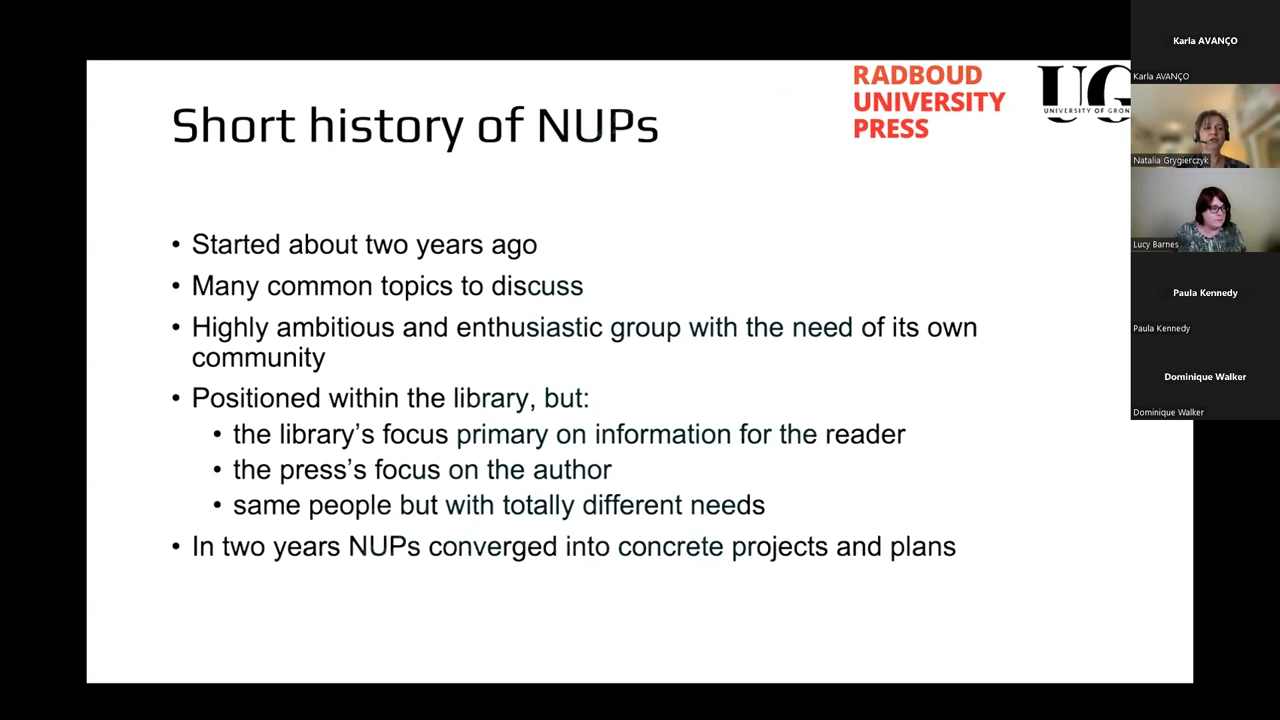 Short history of NUPs
RADBOUD
UNIVERSITY
PRESS
UG
UNIVERSITY OF GRON
• Started about two years ago
• Many common topics to discuss
• Highly ambitious and enthusiastic group with the need of its own
community
• Positioned within the library, but:
• the library’s focus primary on information for the reader
• the press’s focus on the author
• same people but with totally different needs
• In two years NUPs converged into concrete projects and plans
Karla AVANÇO
Karla AVANÇO
Natalia Grygierczyk
Lucy Barnes
Paula Kennedy
Paula Kennedy
Dominique Walker
Dominique Walker